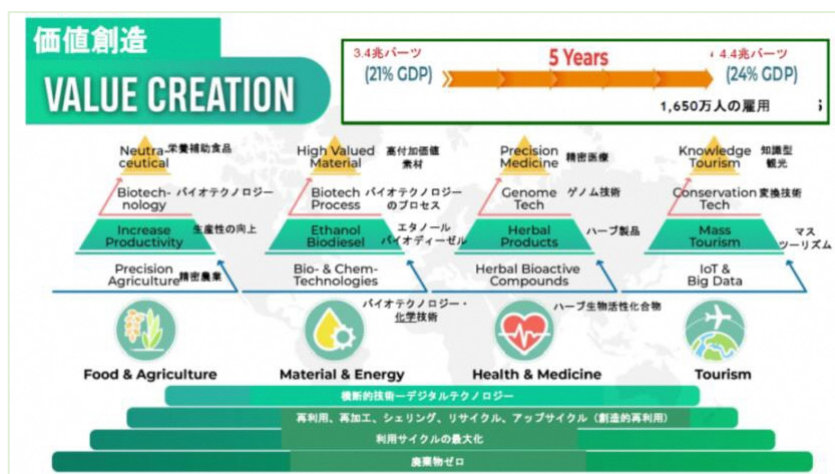 価値創造
VALUE CREATION
3.4兆バーツ
(21% GDP)
5 Years
4.4兆バーツ
(24% GDP)
1,650万人の雇用
Neutra-
ceutical
栄養補助食品
Biotech-
nology
バイオテクノロジー
Increase
Productivity
生産性の向上
Precision
Agriculture
精密農業
High Valued
Material
高付加価値
素材
Biotech
Process
バイオテクノロジー
のプロセス
Ethanol
Biodiesel
エタノール
バイオディーゼル
Bio- & Chem-
Technologies
バイオテクノロジー・
化学技術
Precision
Medicine
精密医療
Genome
Tech
ゲノム技術
Herbal
Products
ハーブ製品
Herbal Bioactive
Compounds
ハーブ生物活性化合物
Knowledge
Tourism
知識型
観光
Conservation
Tech
変換技術
Mass
Tourism
マス
ツーリズム
IoT &
Big Data
Food & Agriculture
Material & Energy
Health & Medicine
Tourism
横断的技術ーデジタルテクノロジー
再利用、再加工、シェリング、リサイクル、アップサイクル（創造的再利用）
利用サイクルの最大化
廃棄物ゼロ